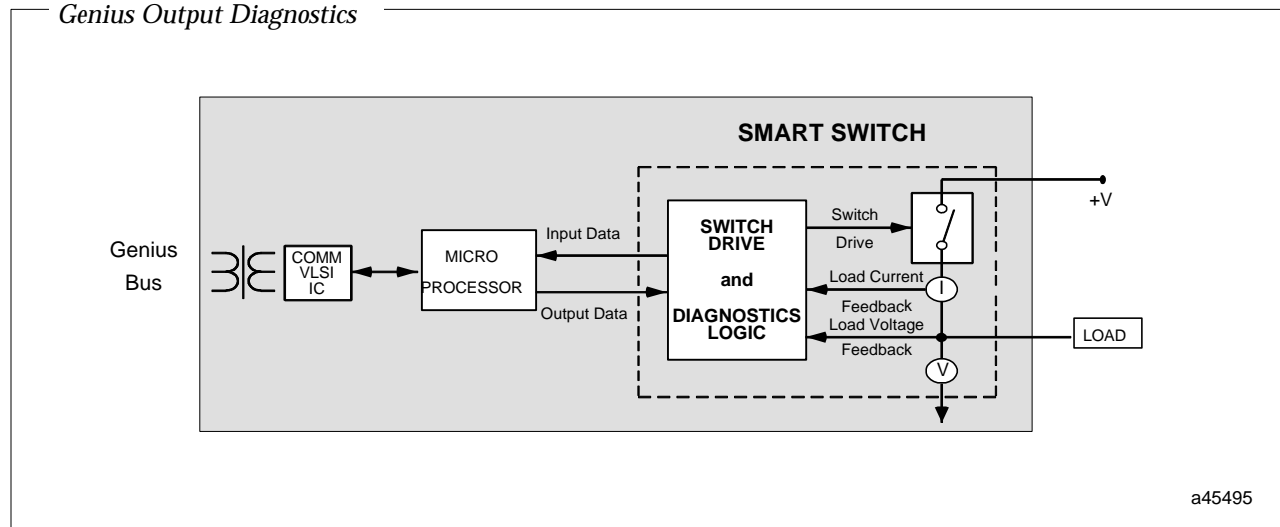 Genius Output Diagnostics
SMART SWITCH
+V
Genius
Bus
COMM
VLSI
IC
MICRO
PROCESSOR
Input Data
Output Data
SWITCH
DRIVE
and
DIAGNOSTICS
LOGIC
Switch
Drive
Load Current
Feedback
Load Voltage
Feedback
I
V
LOAD
a45495